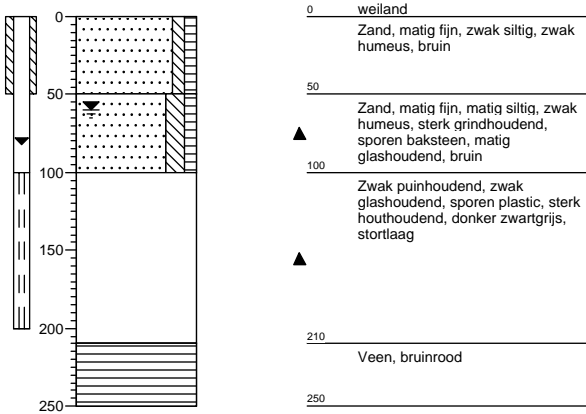 0
50
100
150
200
250
0
weiland
Zand, matig fijn, zwak siltig, zwak
humeus, bruin
50
Zand, matig fijn, matig siltig, zwak
humeus, sterk grindhoudend,
sporen baksteen, matig
glashoudend, bruin
100
Zwak puinhoudend, zwak
glashoudend, sporen plastic, sterk
houthoudend, donker zwartgrijs,
stortlaag
210
Veen, bruinrood
250